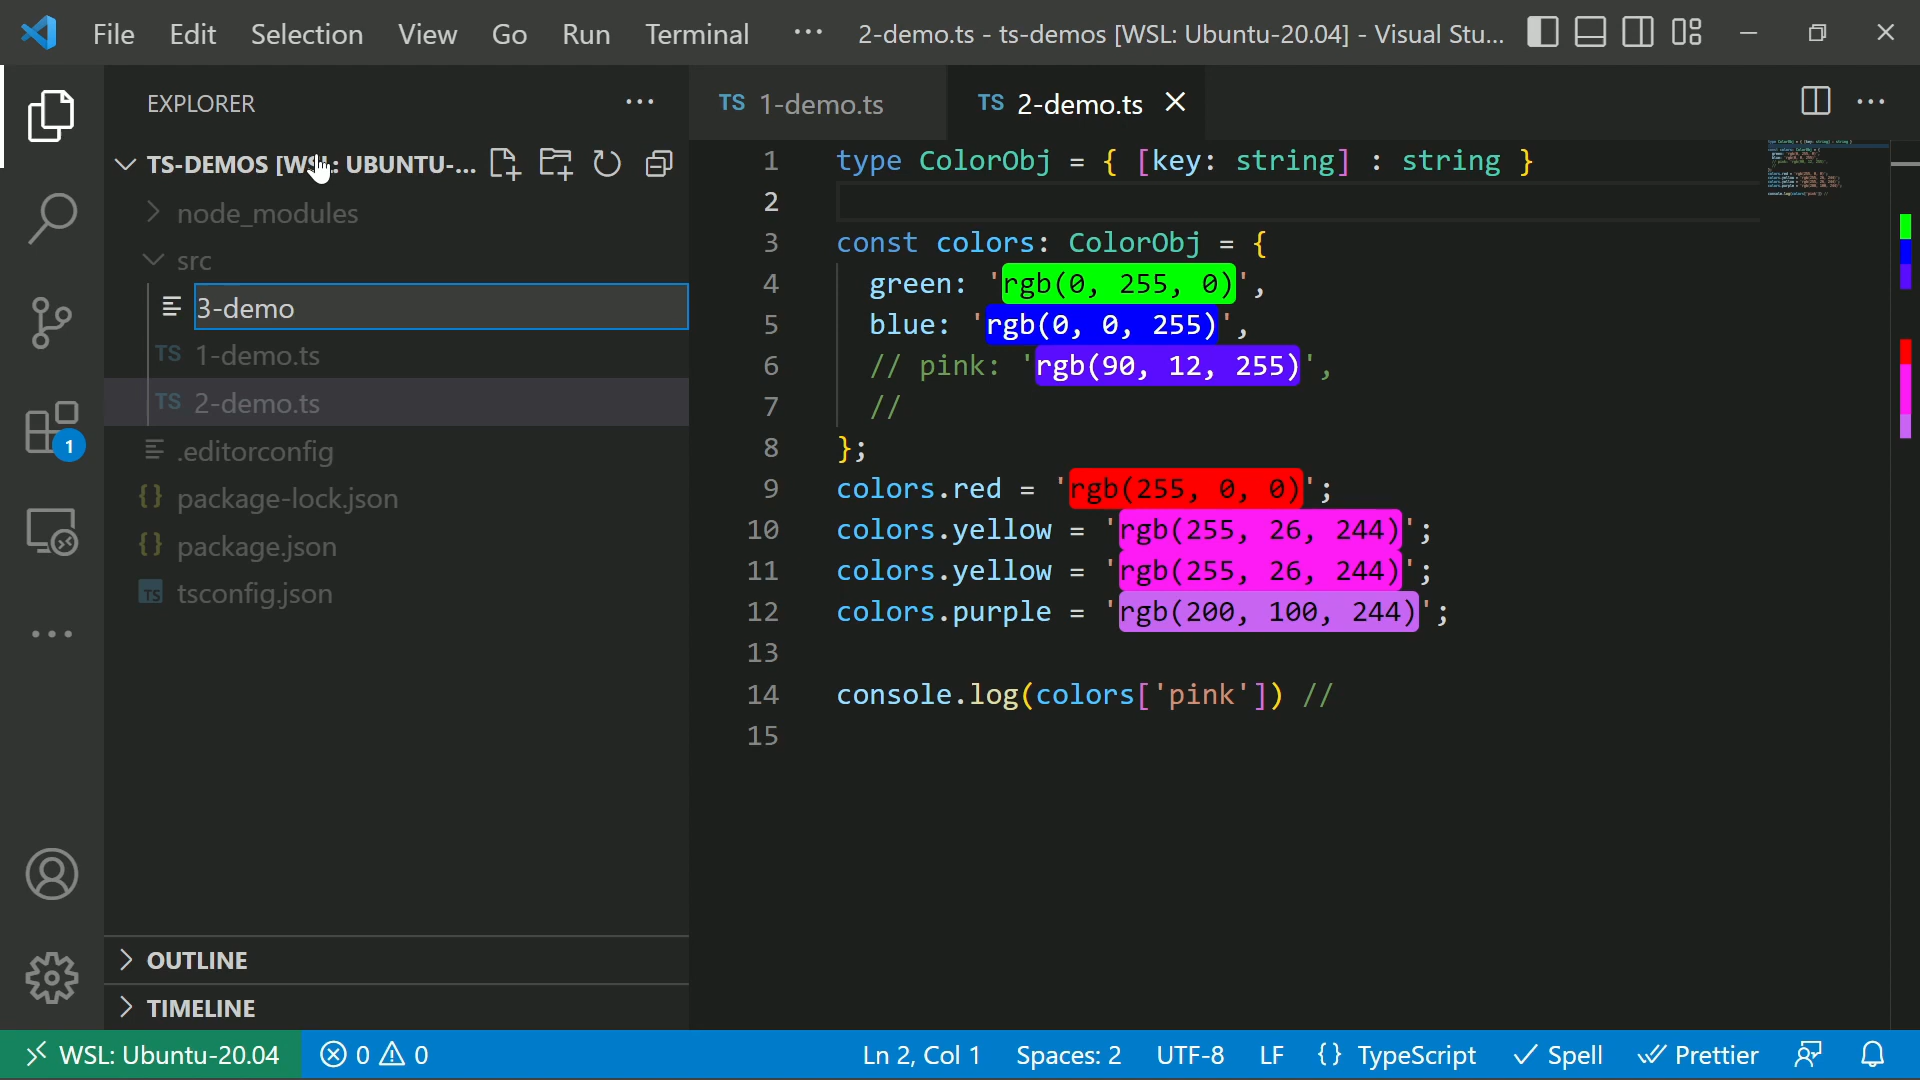 File Edit Selection View Go Run Terminal ··· 2-demo.ts - ts-demos [WSL: Ubuntu-20.04] - Visual Stu...
EXPLORER
TS-DEMOS [WSL: UBUNTU-...
node_modules
src
3-demo
TS 1-demo.ts
TS 2-demo.ts
.editorconfig
{} package-lock.json
{} package.json
TS tsconfig.json
1
OUTLINE
TIMELINE
TS 1-demo.ts TS 2-demo.ts
1 type ColorObj = { [key: string] : string }
2
3 const colors: ColorObj = {
4 green: 'rgb(0, 255, 0)',
5 blue: 'rgb(0, 0, 255)',
6 // pink: 'rgb(90, 12, 255)',
7 //
8 };
9 colors.red = 'rgb(255, 0, 0)';
10 colors.yellow = 'rgb(255, 26, 244)';
11 colors.yellow = 'rgb(255, 26, 244)';
12 colors.purple = 'rgb(200, 100, 244)';
13
14 console.log(colors['pink']) //
15
WSL: Ubuntu-20.04 0 0 Ln 2, Col 1 Spaces: 2 UTF-8 LF {} TypeScript Spell Prettier